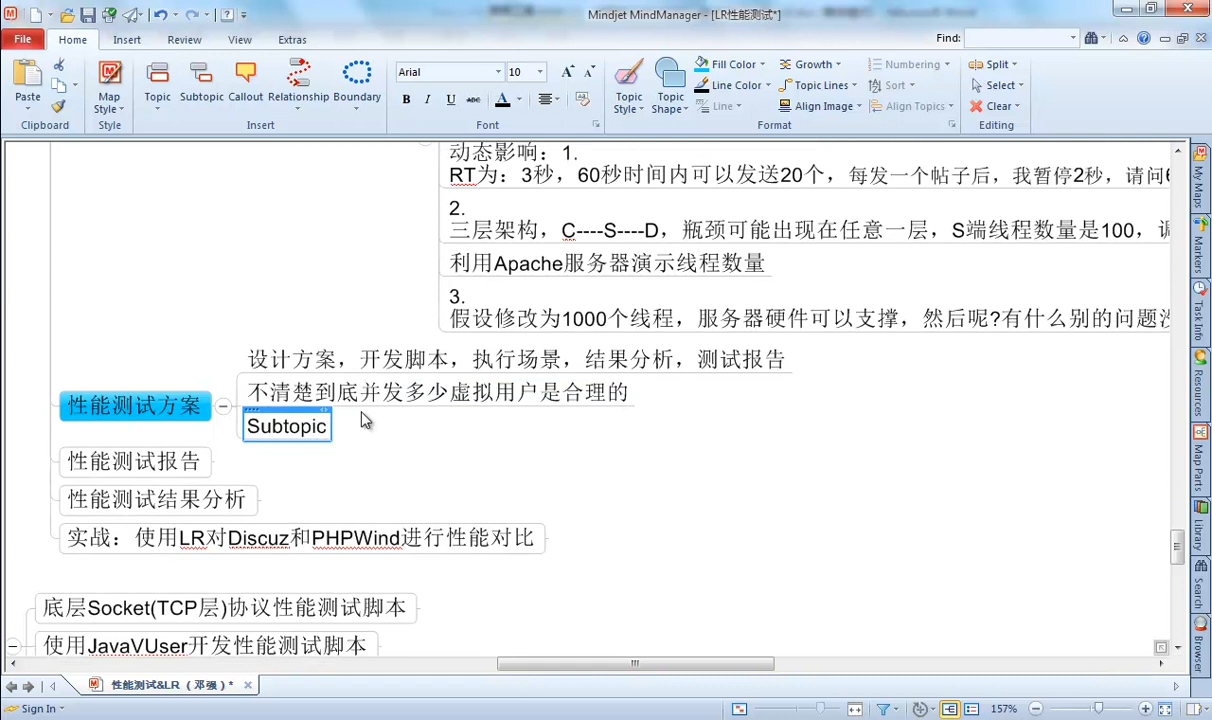 Mindjet MindManager - [LR性能测试*]
File Home Insert Review View Extras Find:
Paste Map Style Topic Subtopic Callout Relationship Boundary
Arial 10
Topic Style Topic Shape
Fill Color Growth Numbering Split
Line Color Topic Lines Sort Select
Line Align Image Align Topics Clear
Clipboard Style Insert Font Format Editing
动态影响：1.
RT为：3秒，60秒时间内可以发送20个，每发一个帖子后，我暂停2秒，请问
2.
三层架构，C----S----D，瓶颈可能出现在任意一层，S端线程数量是100，
利用Apache服务器演示线程数量
3.
假设修改为1000个线程，服务器硬件可以支撑，然后呢?有什么别的问题
设计方案，开发脚本，执行场景，结果分析，测试报告
性能测试方案
不清楚到底并发多少虚拟用户是合理的
Subtopic
性能测试报告
性能测试结果分析
实战：使用LR对Discuz和PHPWind进行性能对比
底层Socket(TCP层)协议性能测试脚本
使用JavaVUser开发性能测试脚本
My Maps
Markers
Task Info
Resources
Map Parts
Library
Search
Browser
性能测试&LR（邓强）*
Sign In 157%